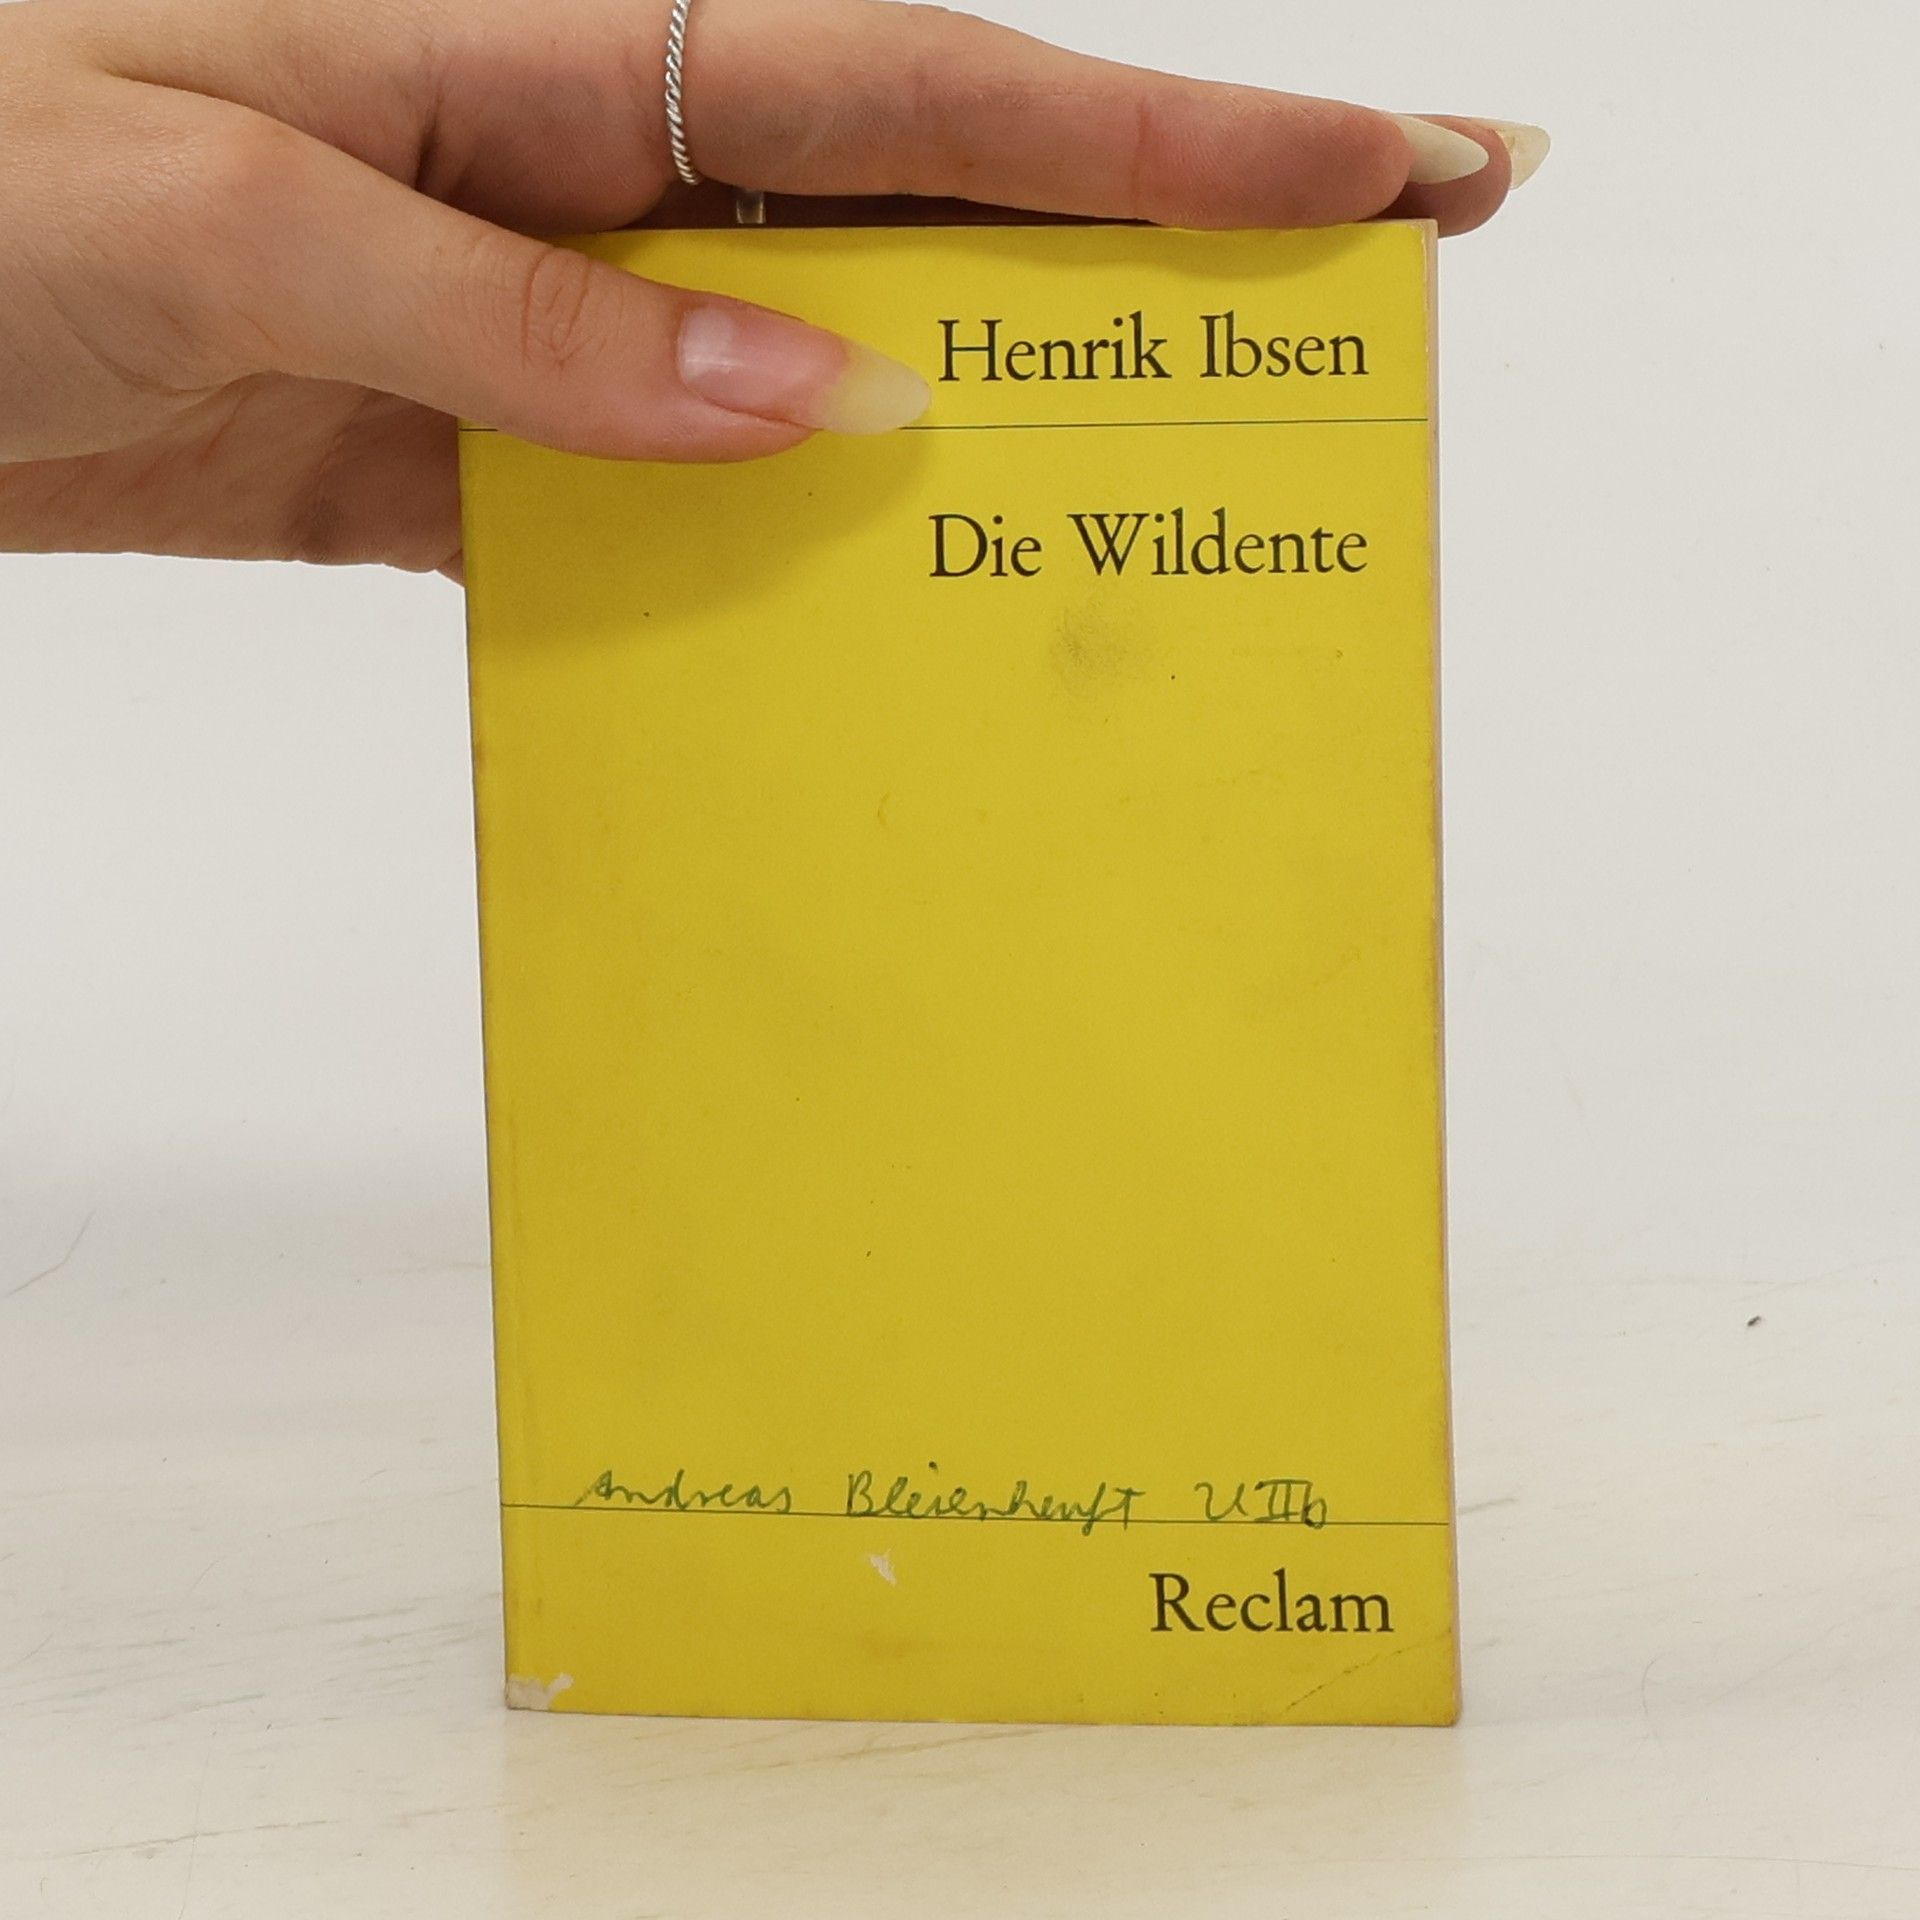 Henrik Ibsen
Die Wildente
Andreas UIIb
Reclam